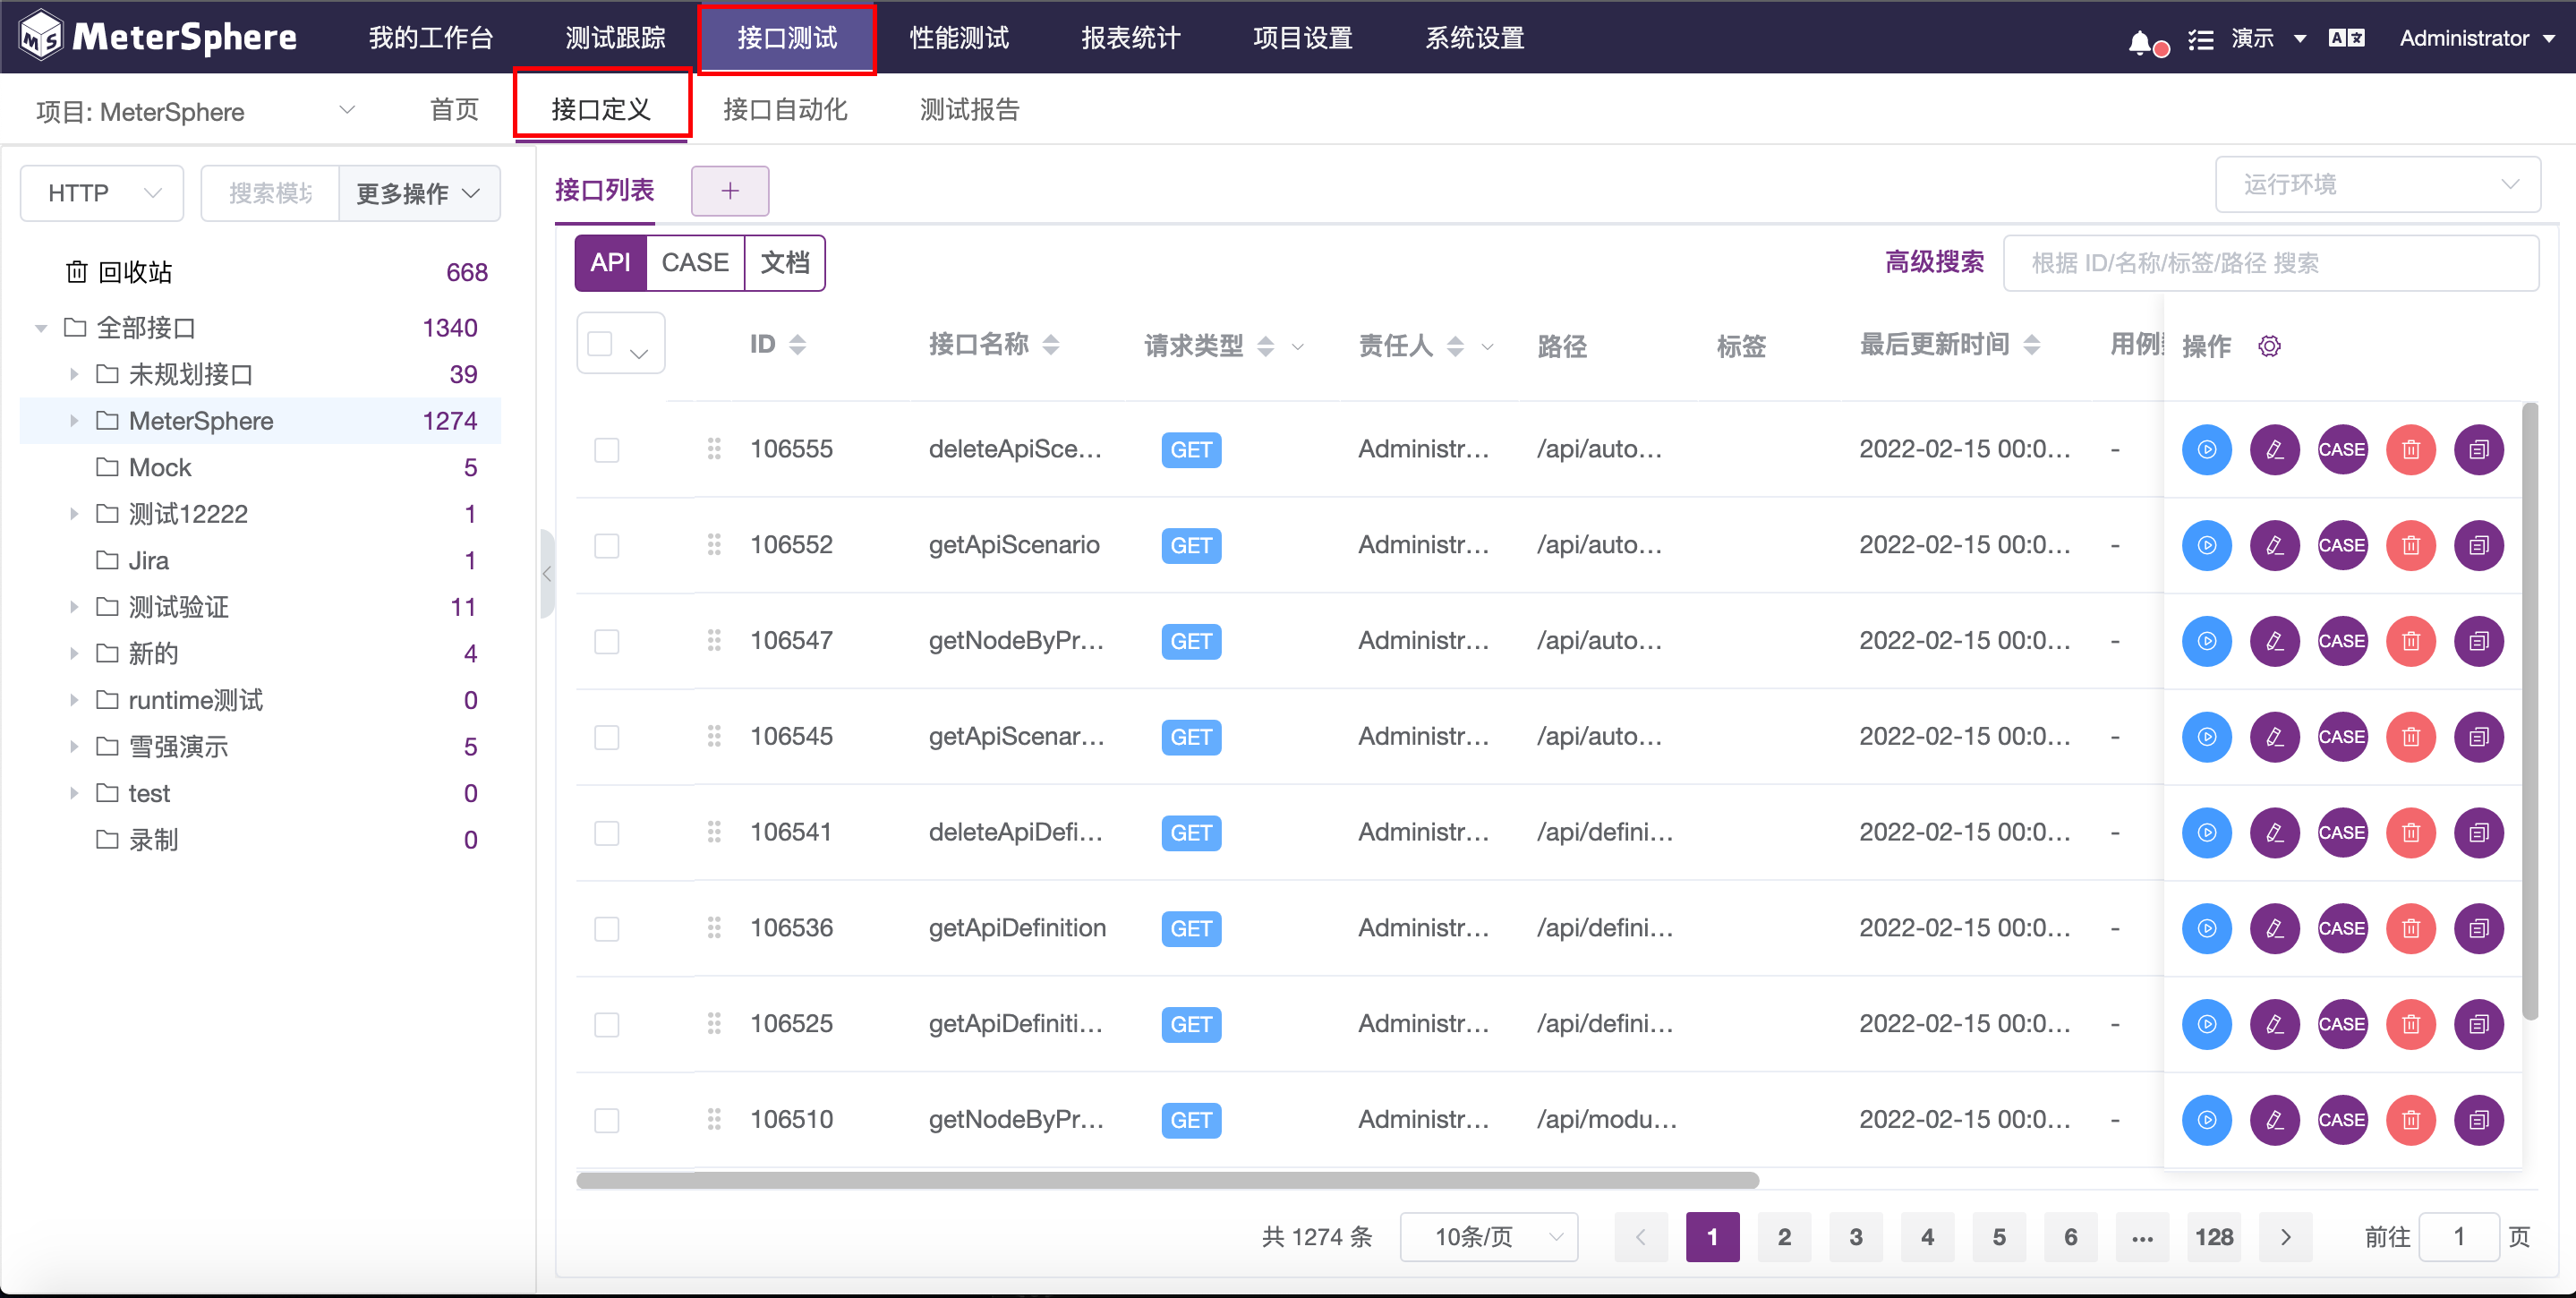 MS MeterSphere 我的工作台 测试跟踪 接口测试 性能测试 报表统计 项目设置 系统设置 演示 Administrator
项目: MeterSphere 首页 接口定义 接口自动化 测试报告
HTTP 搜索模块 更多操作
回收站 668
全部接口 1340
未规划接口 39
MeterSphere 1274
Mock 5
测试12222 1
Jira 1
测试验证 11
新的 4
runtime测试 0
雪强演示 5
test 0
录制 0
接口列表 + 运行环境
API CASE 文档 高级搜索 根据 ID/名称/标签/路径 搜索
ID 接口名称 请求类型 责任人 路径 标签 最后更新时间 用例 操作
106555 deleteApiSce... GET Administr... /api/auto... 2022-02-15 00:0... - CASE
106552 getApiScenario GET Administr... /api/auto... 2022-02-15 00:0... - CASE
106547 getNodeByPr... GET Administr... /api/auto... 2022-02-15 00:0... - CASE
106545 getApiScenar... GET Administr... /api/auto... 2022-02-15 00:0... - CASE
106541 deleteApiDefi... GET Administr... /api/defini... 2022-02-15 00:0... - CASE
106536 getApiDefinition GET Administr... /api/defini... 2022-02-15 00:0... - CASE
106525 getApiDefiniti... GET Administr... /api/defini... 2022-02-15 00:0... - CASE
106510 getNodeByPr... GET Administr... /api/modu... 2022-02-15 00:0... - CASE
共 1274 条 10条/页 1 2 3 4 5 6 ... 128 前往 1 页